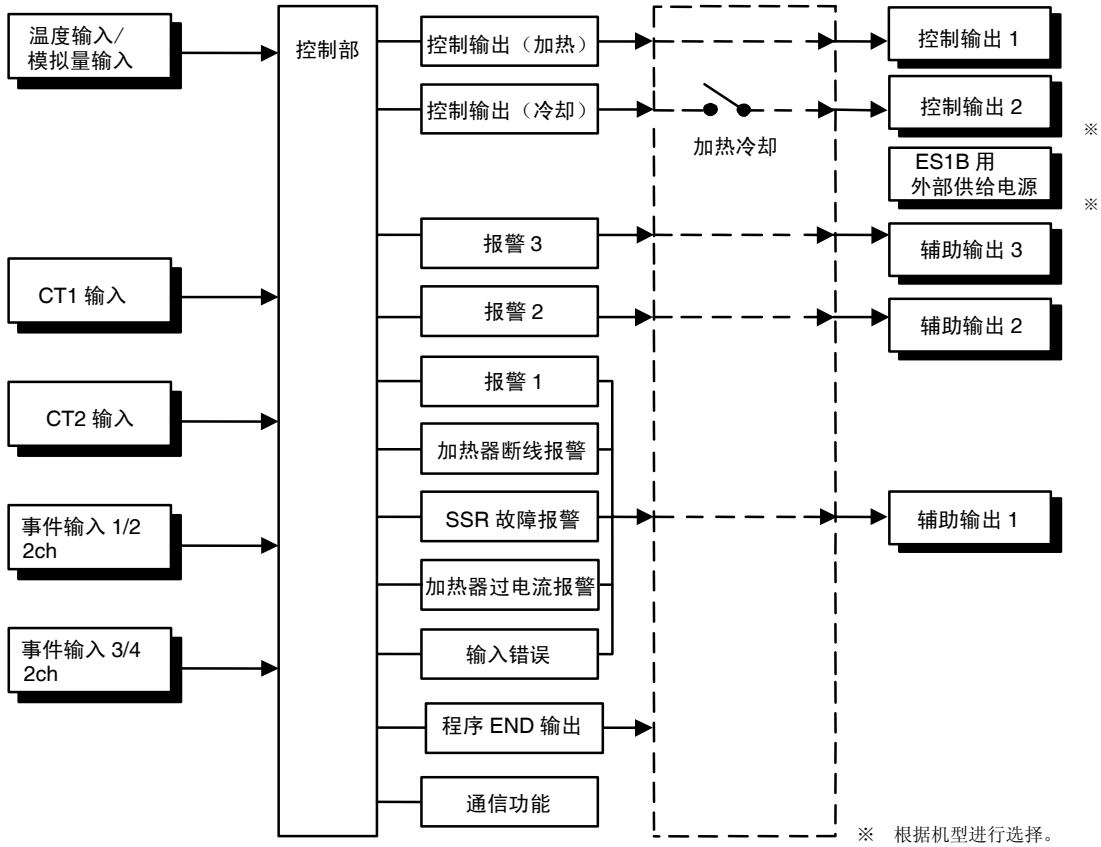 温度输入/
模拟量输入
控制部
控制输出（加热）
控制输出 1
控制输出（冷却）
加热冷却
控制输出 2
※
ES1B 用
外部供给电源
※
报警 3
辅助输出 3
CT1 输入
报警 2
辅助输出 2
报警 1
CT2 输入
加热器断线报警
事件输入 1/2
2ch
SSR 故障报警
辅助输出 1
加热器过电流报警
事件输入 3/4
2ch
输入错误
程序 END 输出
通信功能
※ 根据机型进行选择。